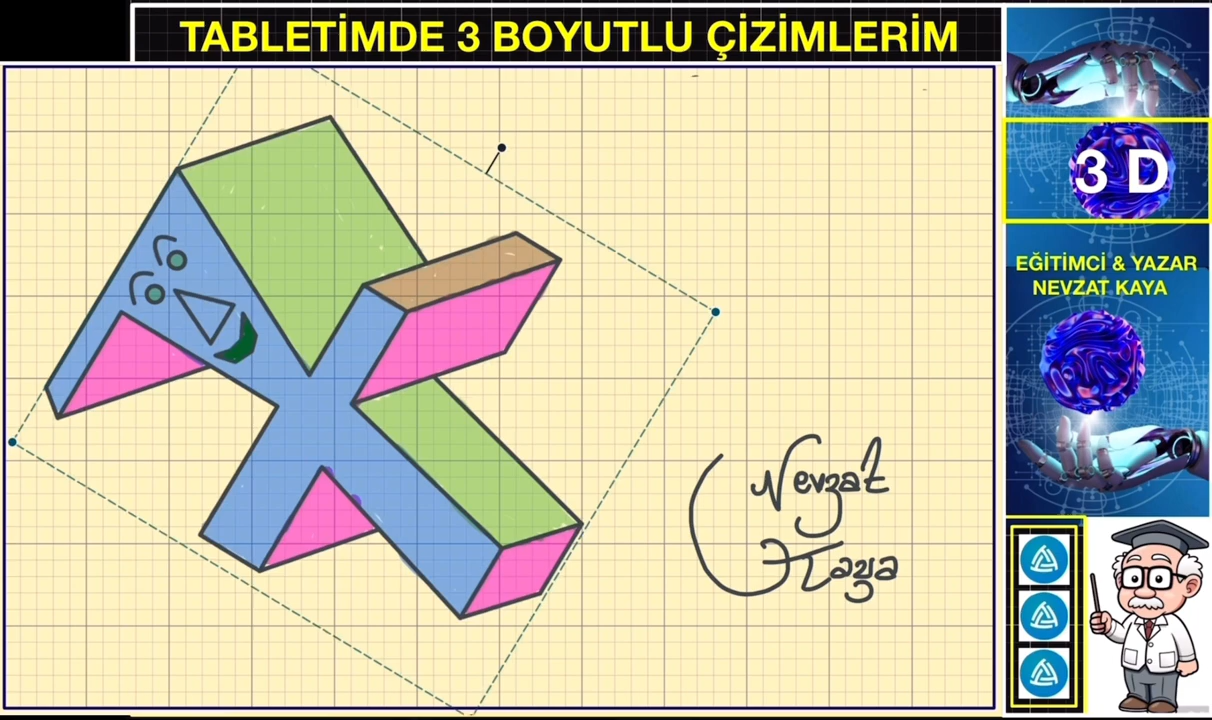 TABLETİMDE 3 BOYUTLU ÇİZİMLERİM
3 D
EĞİTİMCİ & YAZAR
NEVZAT KAYA
Nevzat
Kaya